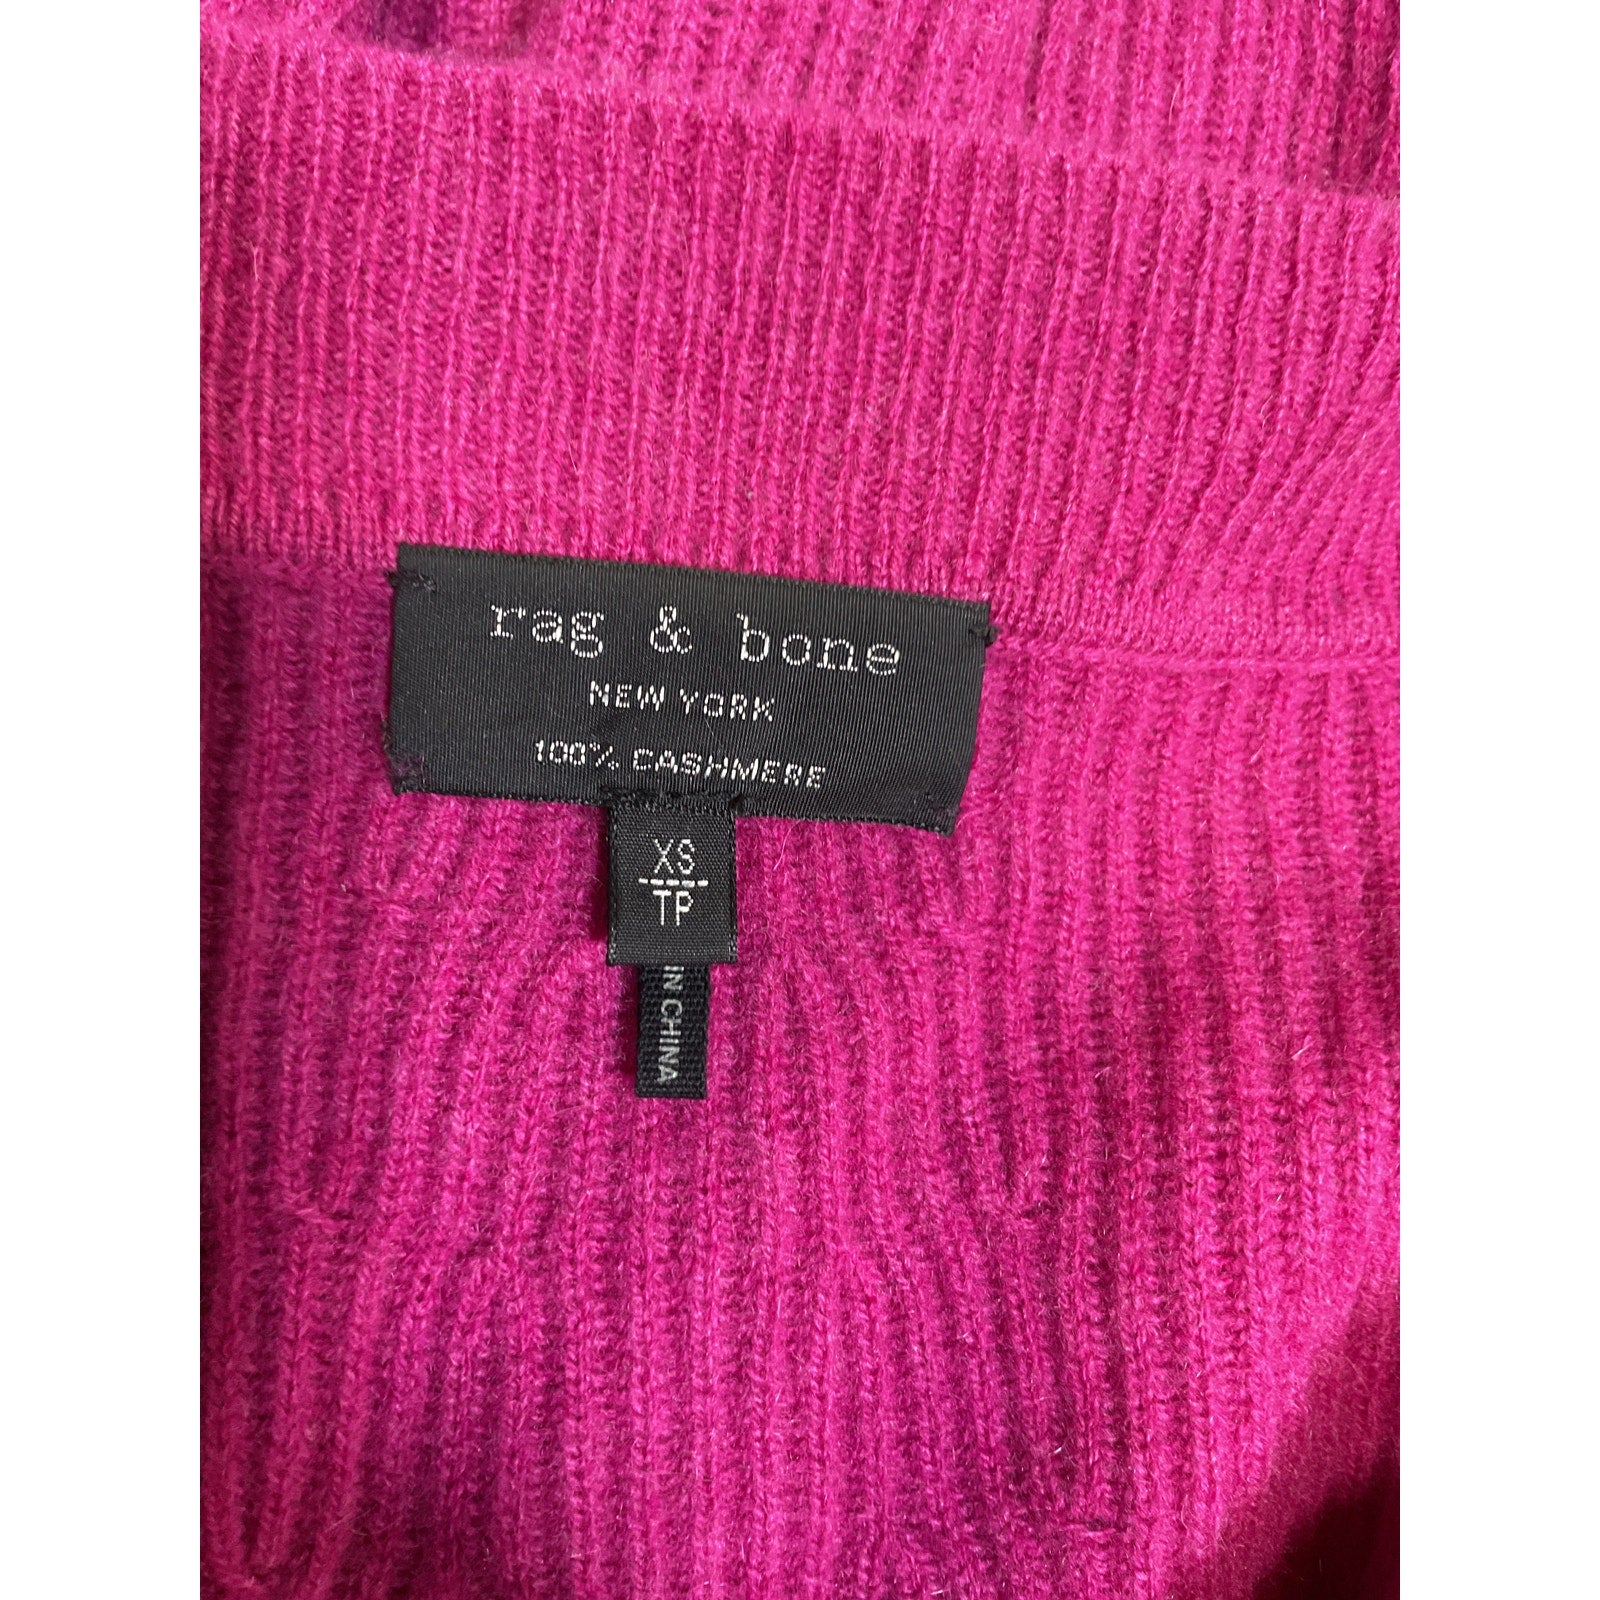 rag & bone
NEW YORK
100% CASHMERE
XS
TP
IN CHINA